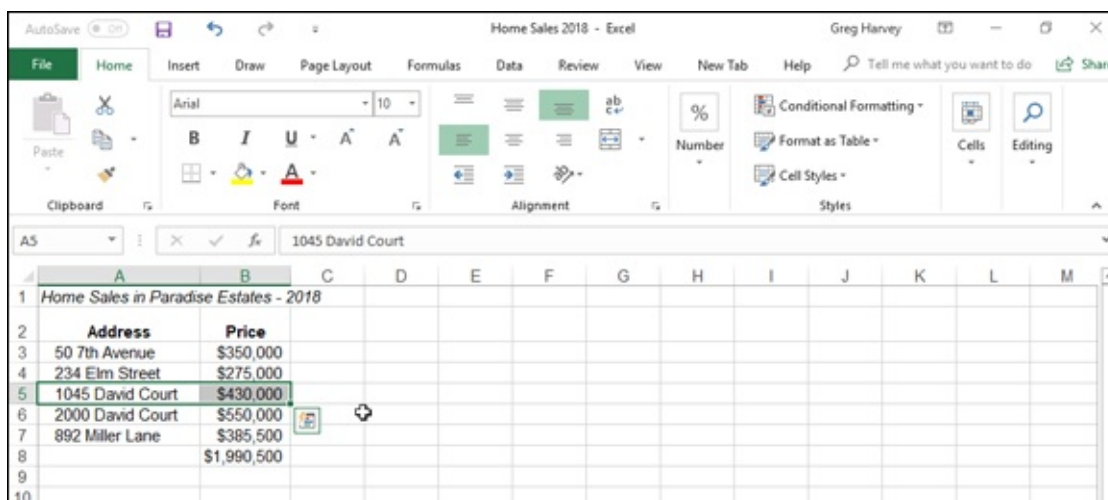 AutoSave Off Home Sales 2018 - Excel Greg Harvey
File Home Insert Draw Page Layout Formulas Data Review View New Tab Help Tell me what you want to do Shar
Arial 10 ab % Conditional Formatting
Paste B I U A A Number Format as Table Cells Editing
A Cell Styles
Clipboard Font Alignment Styles
A5 fx 1045 David Court
A B C D E F G H I J K L M
1 Home Sales in Paradise Estates - 2018
2 Address Price
3 50 7th Avenue $350,000
4 234 Elm Street $275,000
5 1045 David Court $430,000
6 2000 David Court $550,000
7 892 Miller Lane $385,500
8 $1,990,500
9
10